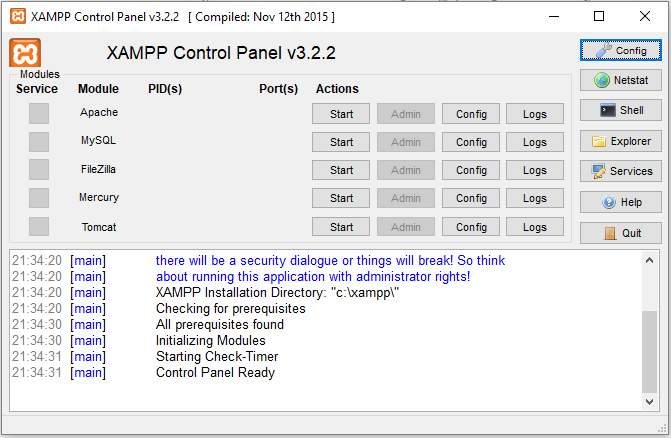 XAMPP Control Panel v3.2.2 [ Compiled: Nov 12th 2015 ]
XAMPP Control Panel v3.2.2
Config
Modules
Service Module PID(s) Port(s) Actions
Netstat
Apache Start Admin Config Logs
Shell
MySQL Start Admin Config Logs
Explorer
FileZilla Start Admin Config Logs
Services
Mercury Start Admin Config Logs
Help
Tomcat Start Admin Config Logs
Quit
21:34:20 [main] there will be a security dialogue or things will break! So think
21:34:20 [main] about running this application with administrator rights!
21:34:20 [main] XAMPP Installation Directory: "c:\xampp\"
21:34:20 [main] Checking for prerequisites
21:34:30 [main] All prerequisites found
21:34:30 [main] Initializing Modules
21:34:31 [main] Starting Check-Timer
21:34:31 [main] Control Panel Ready